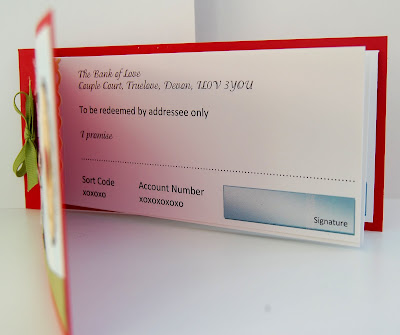 The Bank of Love
Couple Court, Truelove, Devon, ILOV 3YOU
To be redeemed by addressee only
I promise
Sort Code
xoxoxo
Account Number
xoxoxoxoxo
Signature